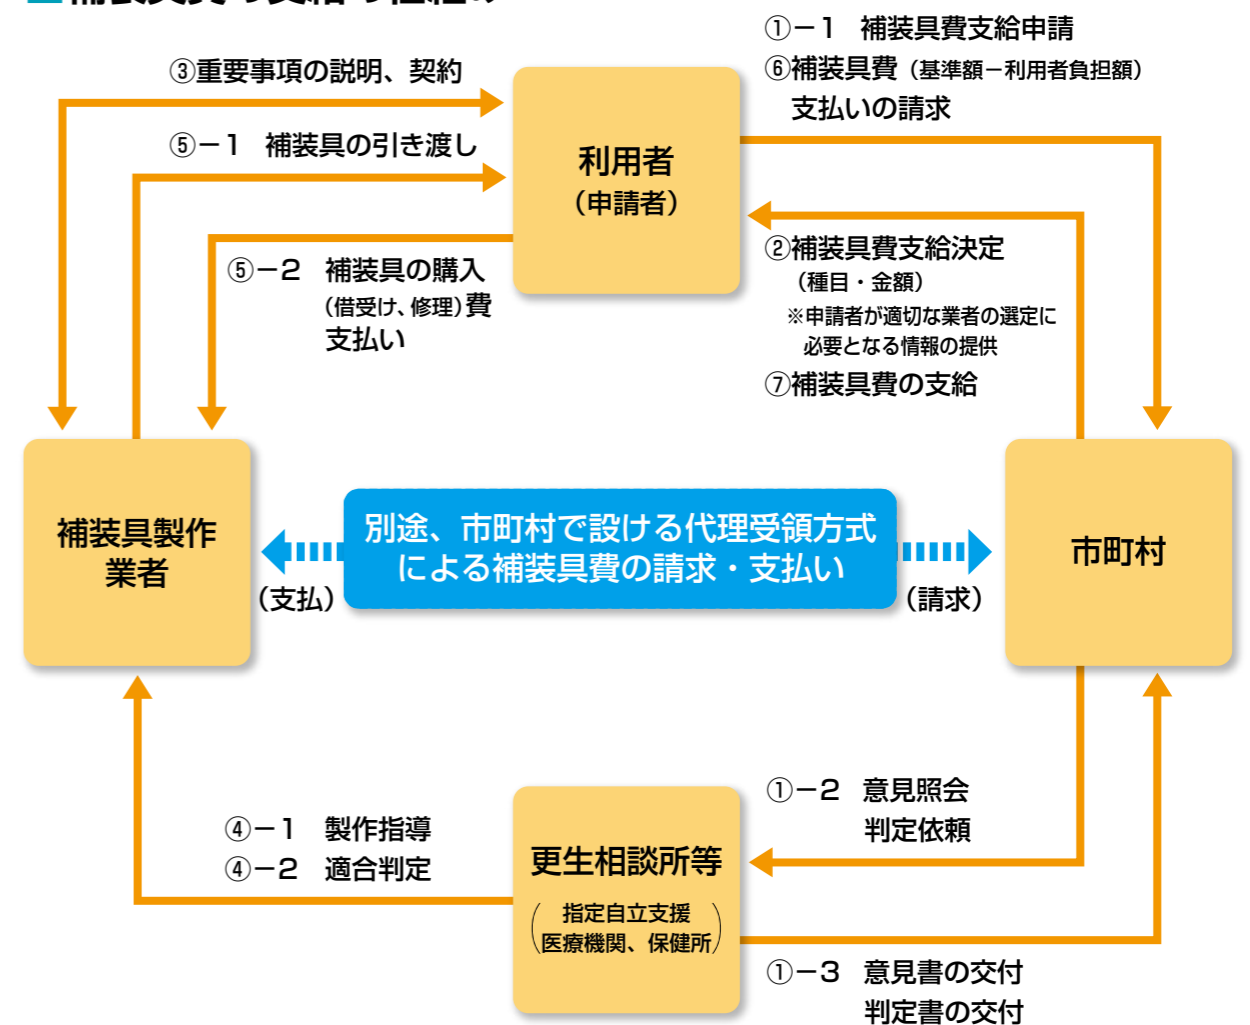 ①－1　補装具費支給申請
⑥補装具費（基準額－利用者負担額）
支払いの請求
③重要事項の説明、契約
⑤－1　補装具の引き渡し
利用者
（申請者）
⑤－2　補装具の購入
（借受け、修理）費
支払い
②補装具費支給決定
（種目・金額）
※申請者が適切な業者の選定に
必要となる情報の提供
⑦補装具費の支給
補装具製作
業者
別途、市町村で設ける代理受領方式
による補装具費の請求・支払い
（支払）
（請求）
市町村
①－2　意見照会
判定依頼
④－1　製作指導
④－2　適合判定
更生相談所等
（指定自立支援
医療機関、保健所）
①－3　意見書の交付
判定書の交付